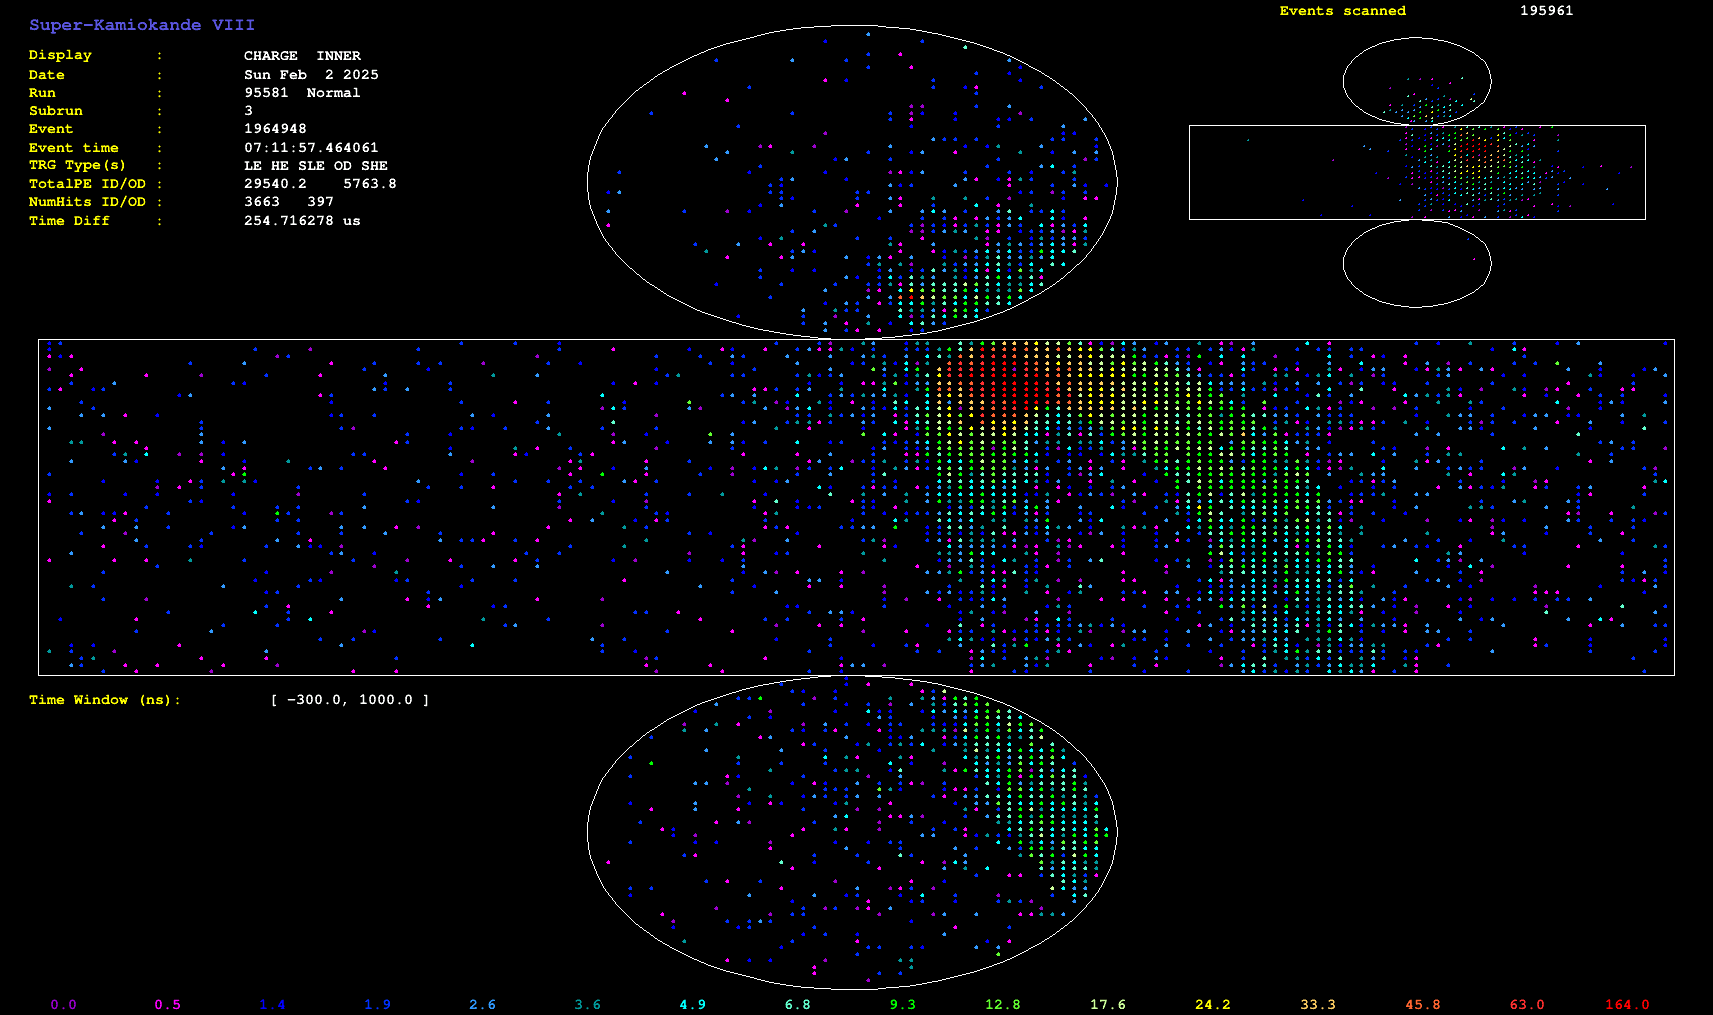 Super-Kamiokande VIII
Events scanned 195961
Display : CHARGE INNER
Date : Sun Feb 2 2025
Run : 95581 Normal
Subrun : 3
Event : 1964948
Event time : 07:11:57.464061
TRG Type(s) : LE HE SLE OD SHE
TotalPE ID/OD : 29540.2 5763.8
NumHits ID/OD : 3663 397
Time Diff : 254.716278 us
Time Window (ns): [ -300.0, 1000.0 ]
0.0 0.5 1.4 1.9 2.6 3.6 4.9 6.8 9.3 12.8 17.6 24.2 33.3 45.8 63.0 164.0